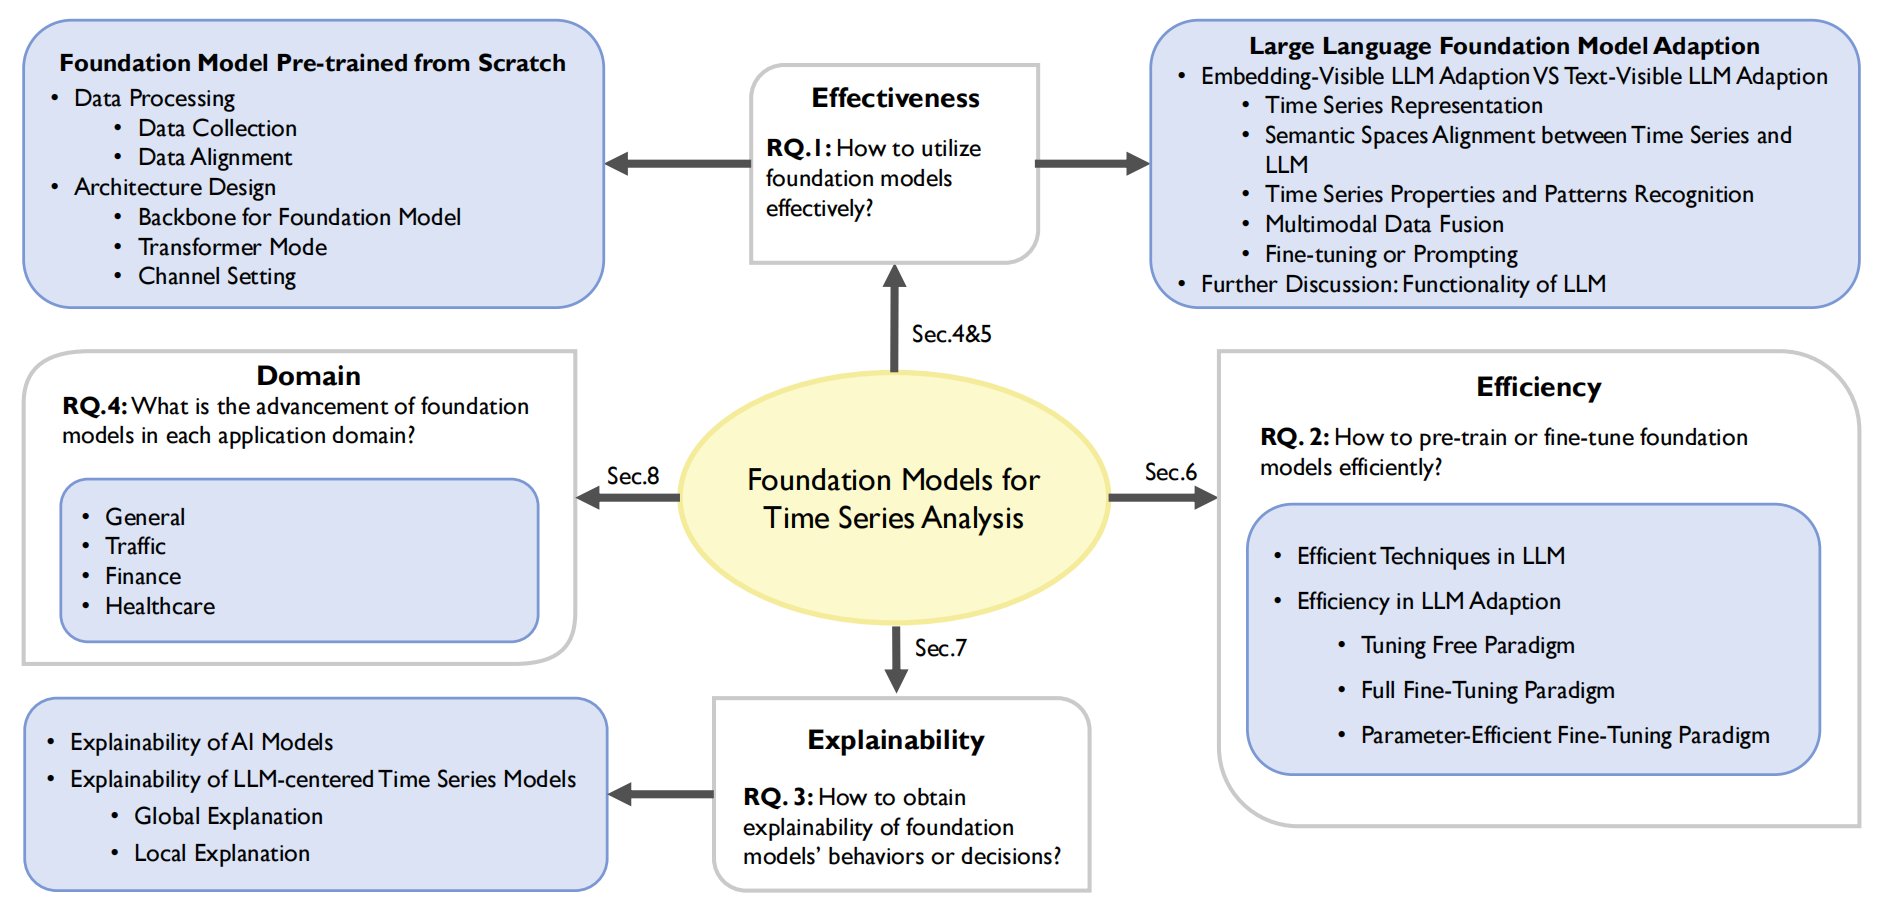 Foundation Model Pre-trained from Scratch
• Data Processing
• Data Collection
• Data Alignment
• Architecture Design
• Backbone for Foundation Model
• Transformer Mode
• Channel Setting
Effectiveness
RQ.1: How to utilize
foundation models
effectively?
Large Language Foundation Model Adaption
• Embedding-Visible LLM Adaption VS Text-Visible LLM Adaption
• Time Series Representation
• Semantic Spaces Alignment between Time Series and
LLM
• Time Series Properties and Patterns Recognition
• Multimodal Data Fusion
• Fine-tuning or Prompting
• Further Discussion: Functionality of LLM
Sec.4&5
Domain
RQ.4: What is the advancement of foundation
models in each application domain?
• General
• Traffic
• Finance
• Healthcare
Sec.8
Foundation Models for
Time Series Analysis
Sec.6
Efficiency
RQ. 2: How to pre-train or fine-tune foundation
models efficiently?
• Efficient Techniques in LLM
• Efficiency in LLM Adaption
• Tuning Free Paradigm
• Full Fine-Tuning Paradigm
• Parameter-Efficient Fine-Tuning Paradigm
Sec.7
• Explainability of AI Models
• Explainability of LLM-centered Time Series Models
• Global Explanation
• Local Explanation
Explainability
RQ. 3: How to obtain
explainability of foundation
models’ behaviors or decisions?